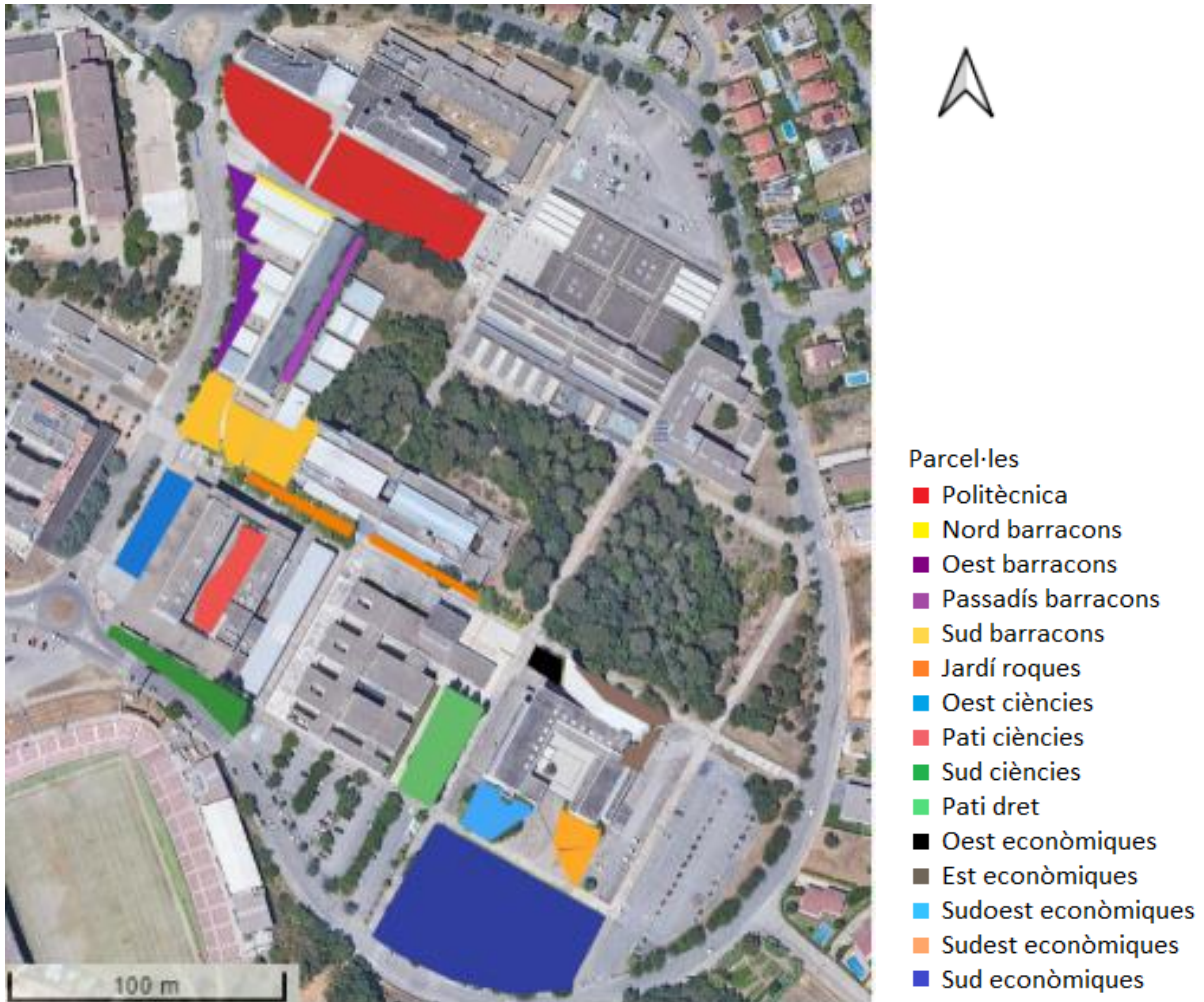 Parcel·les
Politècnica
Nord barracons
Oest barracons
Passadís barracons
Sud barracons
Jardí roques
Oest ciències
Pati ciències
Sud ciències
Pati dret
Oest econòmiques
Est econòmiques
Sudoest econòmiques
Sudest econòmiques
Sud econòmiques
100 m